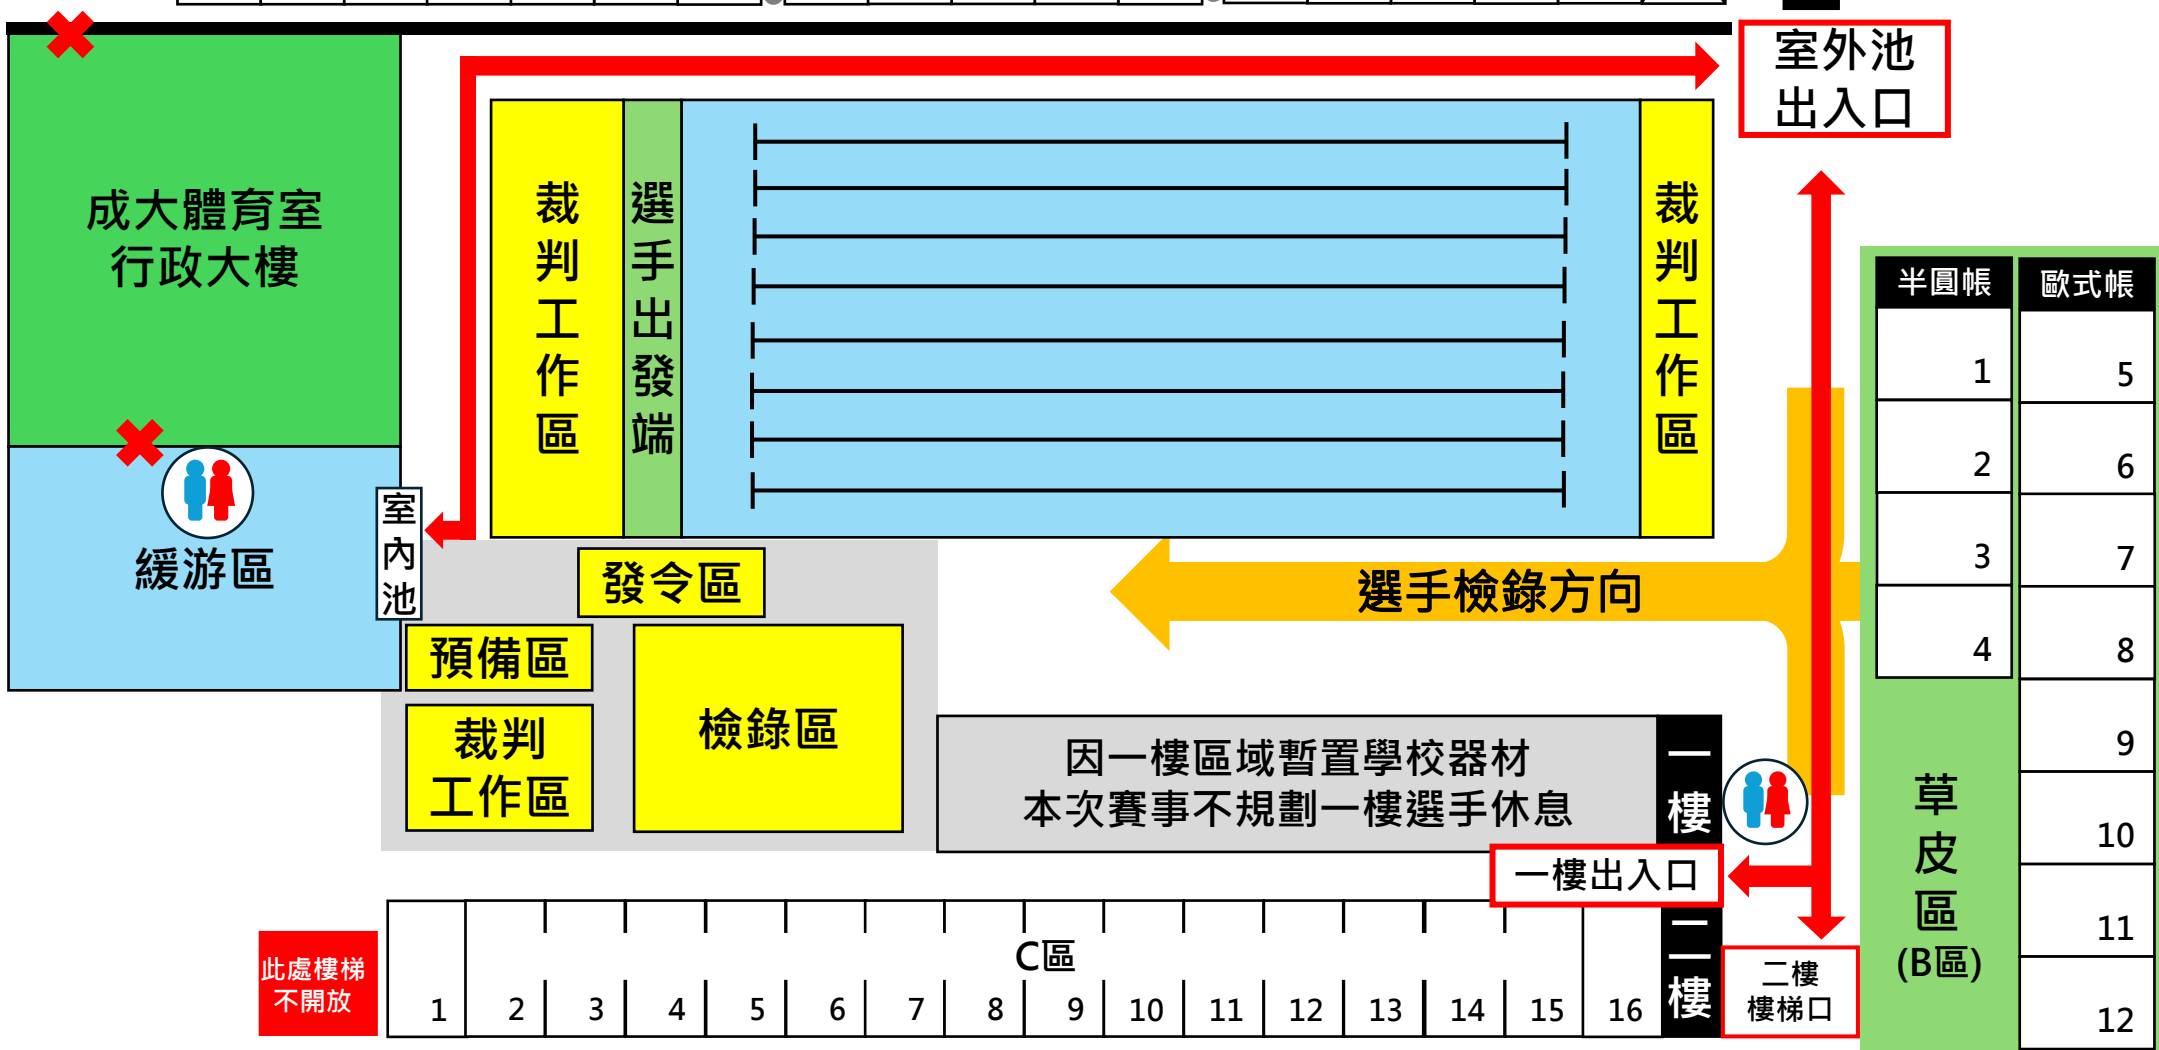 室外池
出入口
成大體育室
行政大樓
裁判工作區
選手出發端
裁判工作區
半圓帳
歐式帳
1
2
3
4
5
6
7
8
9
10
11
12
草皮區
(B區)
室內池
緩游區
發令區
選手檢錄方向
預備區
檢錄區
裁判
工作區
因一樓區域暫置學校器材
本次賽事不規劃一樓選手休息
一樓
一樓出入口
此處樓梯
不開放
C區
1 2 3 4 5 6 7 8 9 10 11 12 13 14 15 16
二樓
二樓
樓梯口